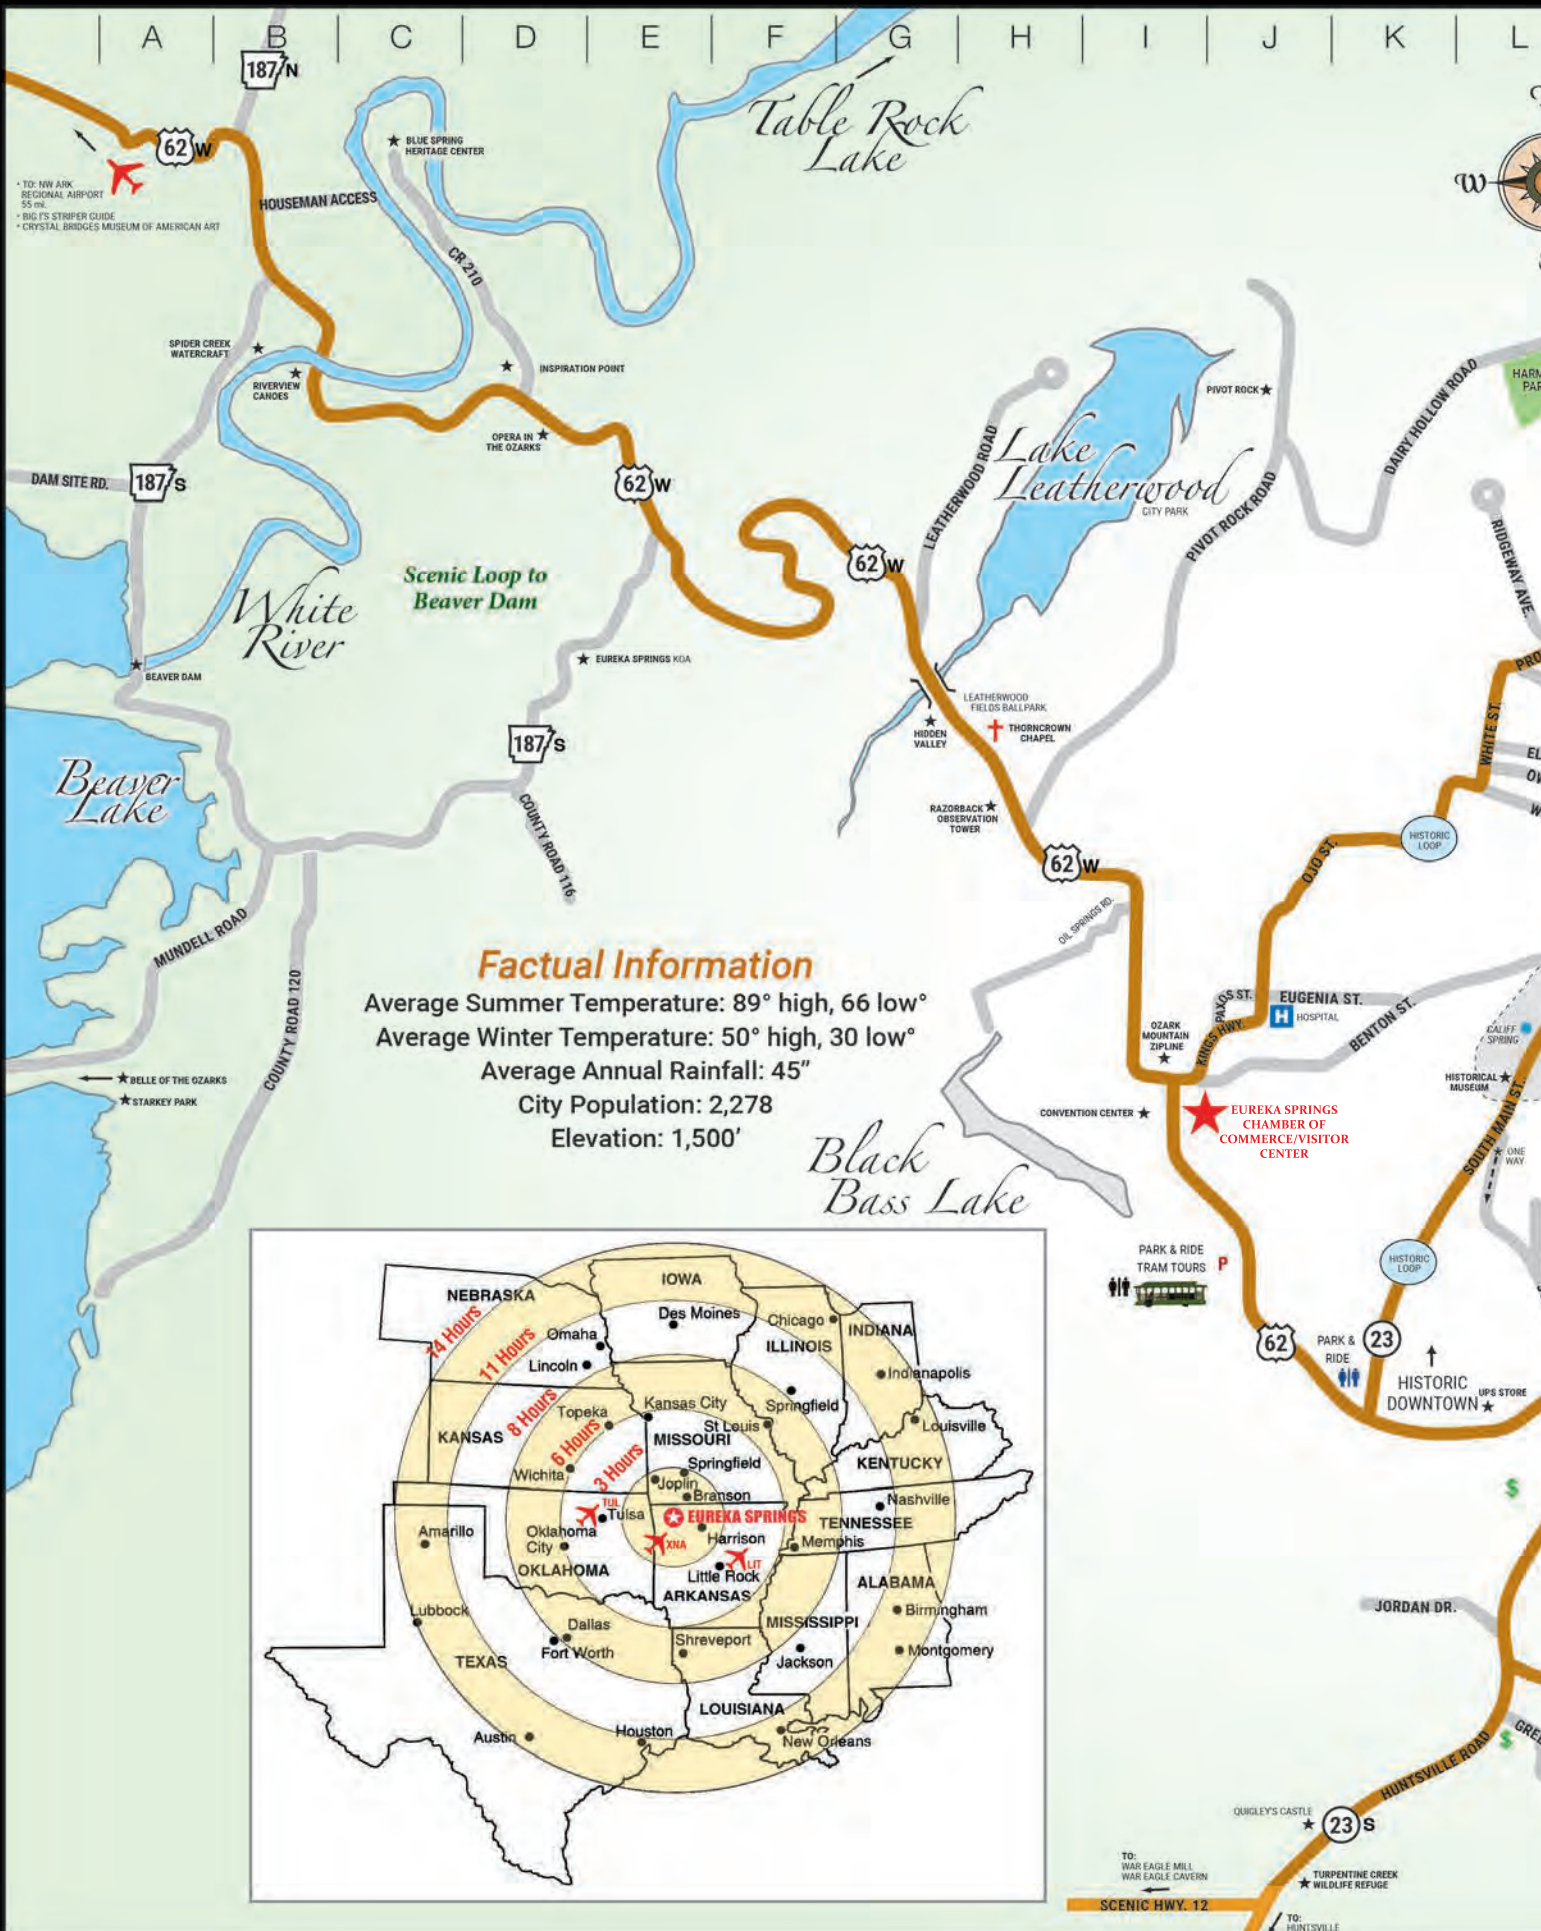 A B C D E F G H I J K L
187 N
62 W
TO: NW ARK
REGIONAL AIRPORT
55 mi.
BIG I'S STRIPER GUIDE
CRYSTAL BRIDGES MUSEUM OF AMERICAN ART
BLUE SPRING
HERITAGE CENTER
HOUSEMAN ACCESS
CR 210
Table Rock
Lake
W
SPIDER CREEK
WATERCRAFT
RIVERVIEW
CANOES
INSPIRATION POINT
OPERA IN
THE OZARKS
DAM SITE RD.
187 S
62 W
62 W
LEATHERWOOD ROAD
Lake
Leatherwood
CITY PARK
PIVOT ROCK
PIVOT ROCK ROAD
DAIRY HOLLOW ROAD
RIDGEWAY AVE.
Scenic Loop to
Beaver Dam
White
River
BEAVER DAM
EUREKA SPRINGS KOA
187 S
COUNTY ROAD 116
Beaver
Lake
LEATHERWOOD
FIELDS BALLPARK
HIDDEN
VALLEY
THORNCROWN
CHAPEL
RAZORBACK
OBSERVATION
TOWER
62 W
WHITE ST.
HISTORIC
LOOP
OJO ST.
OIL SPRINGS RD.
MUNDELL ROAD
COUNTY ROAD 120
BELLE OF THE OZARKS
STARKEY PARK
Factual Information
Average Summer Temperature: 89° high, 66 low°
Average Winter Temperature: 50° high, 30 low°
Average Annual Rainfall: 45”
City Population: 2,278
Elevation: 1,500’
PAXOS ST.
EUGENIA ST.
H HOSPITAL
KINGS HWY.
BENTON ST.
OZARK
MOUNTAIN
ZIPLINE
CALIFF
SPRING
HISTORICAL
MUSEUM
CONVENTION CENTER
EUREKA SPRINGS
CHAMBER OF
COMMERCE/VISITOR
CENTER
SOUTH MAIN ST.
ONE
WAY
Black
Bass Lake
PARK & RIDE
TRAM TOURS
P
HISTORIC
LOOP
62
PARK &
RIDE
23
HISTORIC
DOWNTOWN
UPS STORE
NEBRASKA
IOWA
Des Moines
Omaha
Lincoln
Chicago
ILLINOIS
INDIANA
Indianapolis
14 Hours
11 Hours
8 Hours
6 Hours
3 Hours
KANSAS
Topeka
Kansas City
St Louis
Springfield
Louisville
MISSOURI
KENTUCKY
Wichita
Springfield
Joplin
Branson
Nashville
TUL
Tulsa
EUREKA SPRINGS
TENNESSEE
Amarillo
Oklahoma
City
XNA
Harrison
Memphis
LIT
OKLAHOMA
Little Rock
ARKANSAS
ALABAMA
Lubbock
Dallas
Fort Worth
MISSISSIPPI
Birmingham
Shreveport
Jackson
Montgomery
TEXAS
LOUISIANA
Austin
Houston
New Orleans
$
JORDAN DR.
$
HUNTSVILLE ROAD
QUIGLEY'S CASTLE
23 S
TO:
WAR EAGLE MILL
WAR EAGLE CAVERN
TURPENTINE CREEK
WILDLIFE REFUGE
SCENIC HWY. 12
TO:
HUNTSVILLE